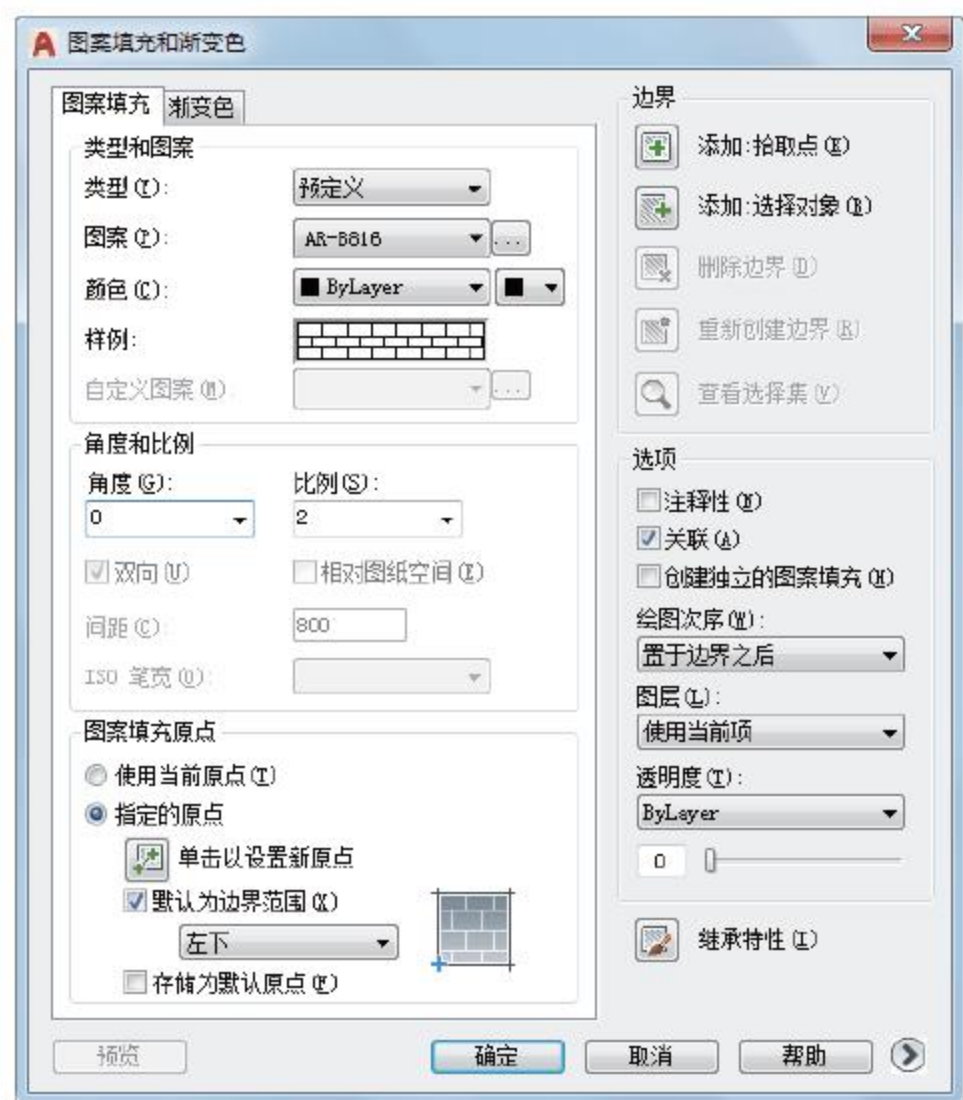 图案填充和渐变色
图案填充 渐变色
类型和图案
类型(Y):
预定义
图案(P):
AR-B816
...
颜色(C):
ByLayer
样例:
自定义图案(M)
...
角度和比例
角度(G):
比例(S):
0
2
双向(U)
相对图纸空间(E)
间距(C)
800
ISO 笔宽(O):
图案填充原点
使用当前原点(T)
指定的原点
单击以设置新原点
默认为边界范围(X)
左下
存储为默认原点(F)
边界
添加:拾取点(K)
添加:选择对象(B)
删除边界(D)
重新创建边界(R)
查看选择集(V)
选项
注释性(N)
关联(A)
创建独立的图案填充(H)
绘图次序(W):
置于边界之后
图层(L):
使用当前项
透明度(T):
ByLayer
0
继承特性(I)
预览
确定
取消
帮助